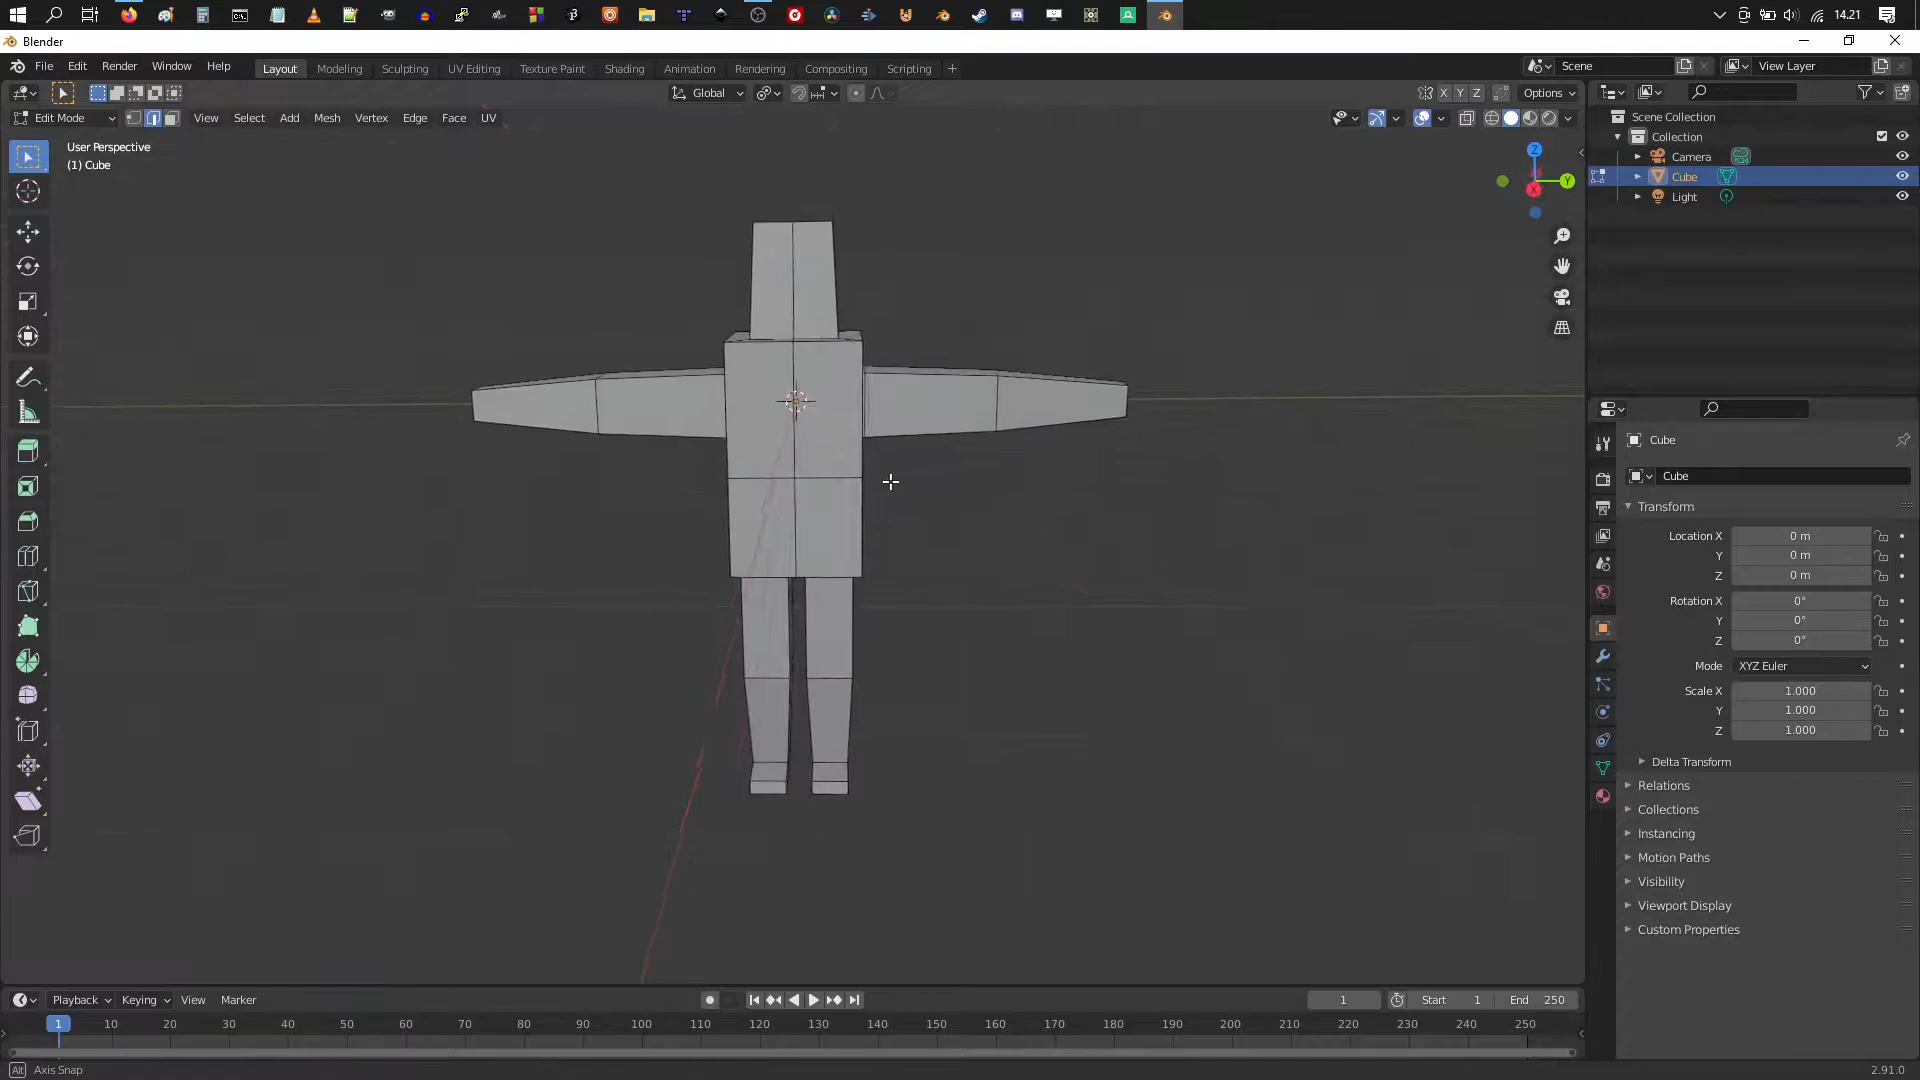 14.21
Blender
File Edit Render Window Help
Layout Modeling Sculpting UV Editing Texture Paint Shading Animation Rendering Compositing Scripting +
Scene
View Layer
Global
X Y Z
Options
Edit Mode
View Select Add Mesh Vertex Edge Face UV
User Perspective
(1) Cube
Z
Y
X
Scene Collection
Collection
Camera
Cube
Light
Cube
Cube
Transform
Location X 0 m
Y 0 m
Z 0 m
Rotation X 0°
Y 0°
Z 0°
Mode XYZ Euler
Scale X 1.000
Y 1.000
Z 1.000
Delta Transform
Relations
Collections
Instancing
Motion Paths
Visibility
Viewport Display
Custom Properties
Playback Keying View Marker
1 Start 1 End 250
1 10 20 30 40 50 60 70 80 90 100 110 120 130 140 150 160 170 180 190 200 210 220 230 240 250
Alt Axis Snap
2.91.0